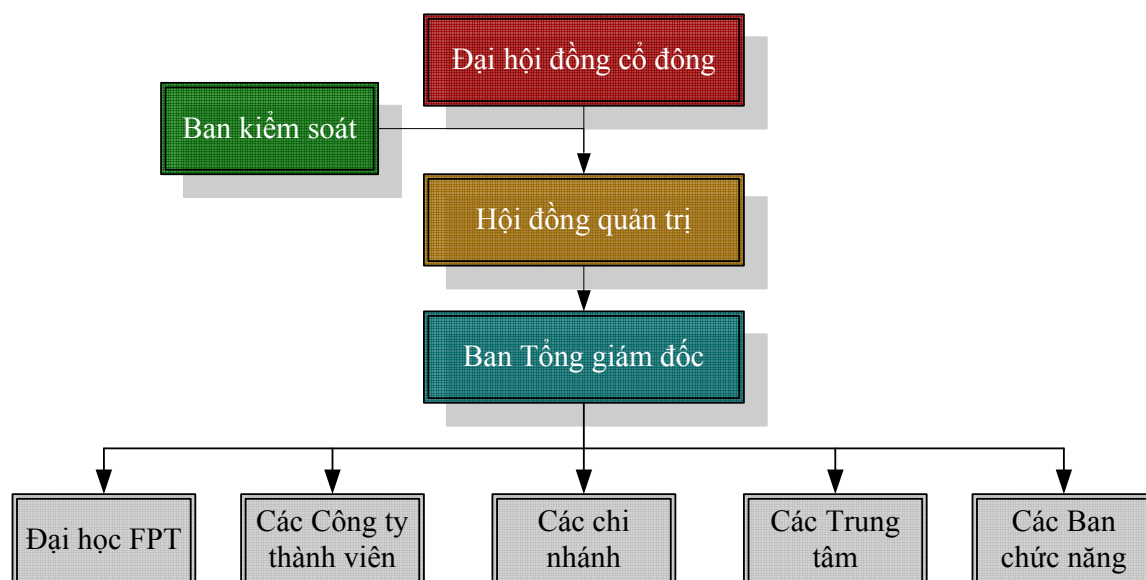 Đại hội đồng cổ đông
Ban kiểm soát
Hội đồng quản trị
Ban Tổng giám đốc
Đại học FPT
Các Công ty
thành viên
Các chi
nhánh
Các Trung
tâm
Các Ban
chức năng